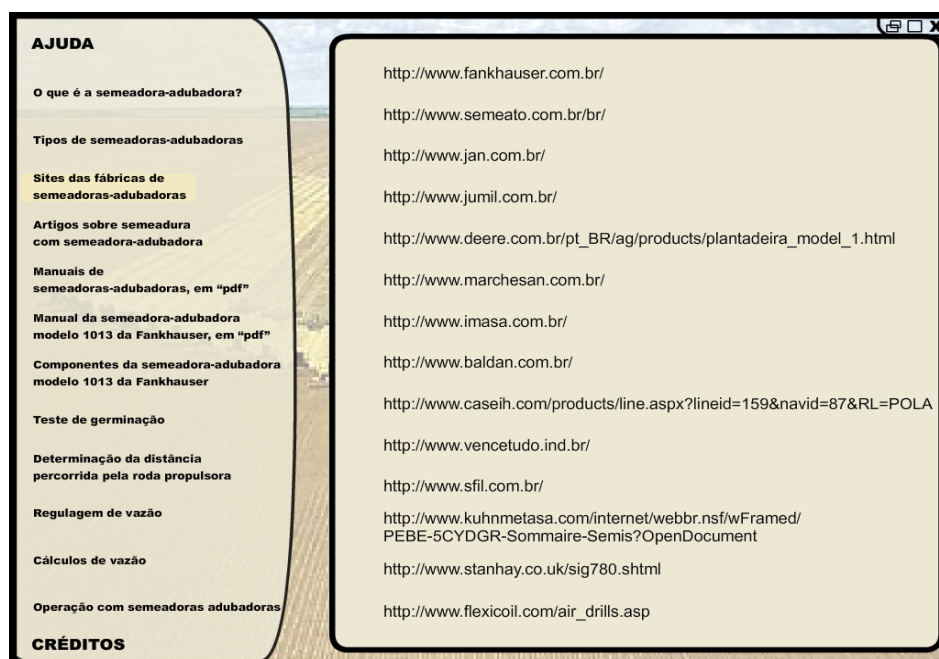 AJUDA
O que é a semeadora-adubadora?
Tipos de semeadoras-adubadoras
Sites das fábricas de
semeadoras-adubadoras
Artigos sobre semeadura
com semeadora-adubadora
Manuais de
semeadoras-adubadoras, em “pdf”
Manual da semeadora-adubadora
modelo 1013 da Fankhauser, em “pdf”
Componentes da semeadora-adubadora
modelo 1013 da Fankhauser
Teste de germinação
Determinação da distância
percorrida pela roda propulsora
Regulagem de vazão
Cálculos de vazão
Operação com semeadoras adubadoras
CRÉDITOS
http://www.fankhauser.com.br/
http://www.semeato.com.br/br/
http://www.jan.com.br/
http://www.jumil.com.br/
http://www.deere.com.br/pt_BR/ag/products/plantadeira_model_1.html
http://www.marchesan.com.br/
http://www.imasa.com.br/
http://www.baldan.com.br/
http://www.caseih.com/products/line.aspx?lineid=159&navid=87&RL=POLA
http://www.vencetudo.ind.br/
http://www.sfil.com.br/
http://www.kuhnmetasa.com/internet/webbr.nsf/wFramed/
PEBE-5CYDGR-Sommaire-Semis?OpenDocument
http://www.stanhay.co.uk/sig780.shtml
http://www.flexicoil.com/air_drills.asp